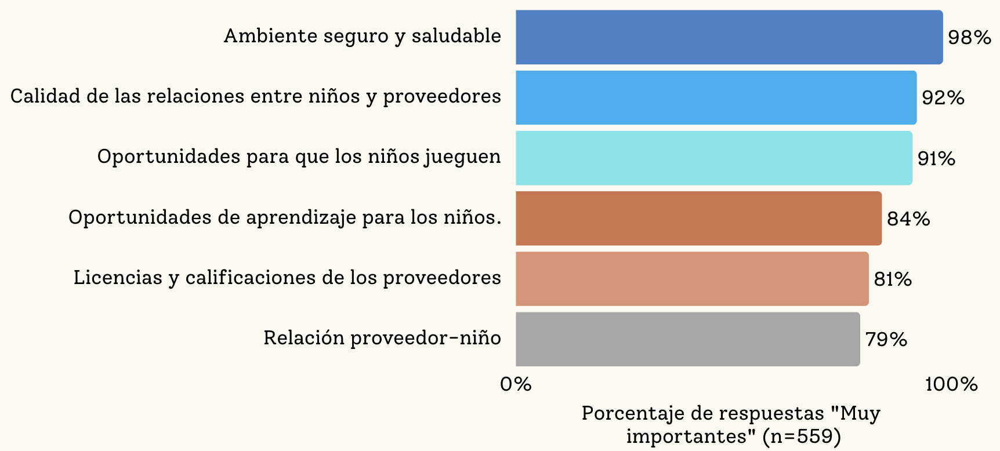 Ambiente seguro y saludable
98%
Calidad de las relaciones entre niños y proveedores
92%
Oportunidades para que los niños jueguen
91%
Oportunidades de aprendizaje para los niños.
84%
Licencias y calificaciones de los proveedores
81%
Relación proveedor-niño
79%
0%
100%
Porcentaje de respuestas "Muy
importantes" (n=559)